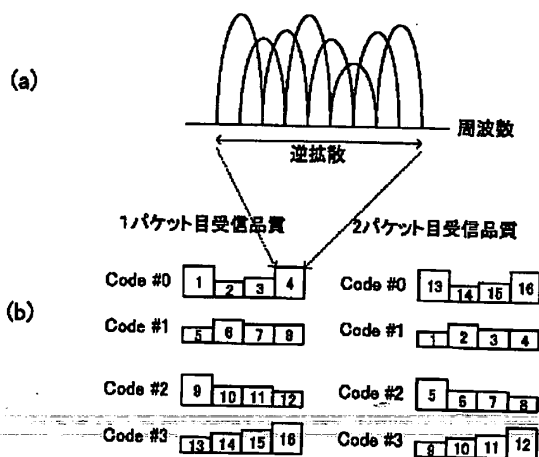 (a)
周波数
逆拡散
1パケット目受信品質
2パケット目受信品質
(b)
Code #0 1 2 3 4
Code #0 13 14 15 16
Code #1 5 6 7 8
Code #1 1 2 3 4
Code #2 9 10 11 12
Code #2 5 6 7 8
Code #3 13 14 15 16
Code #3 9 10 11 12